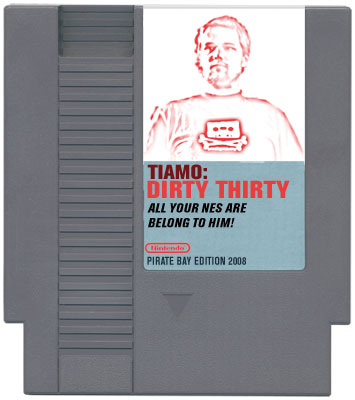 TIAMO:
DIRTY THIRTY
ALL YOUR NES ARE
BELONG TO HIM!
Nintendo
PIRATE BAY EDITION 2008